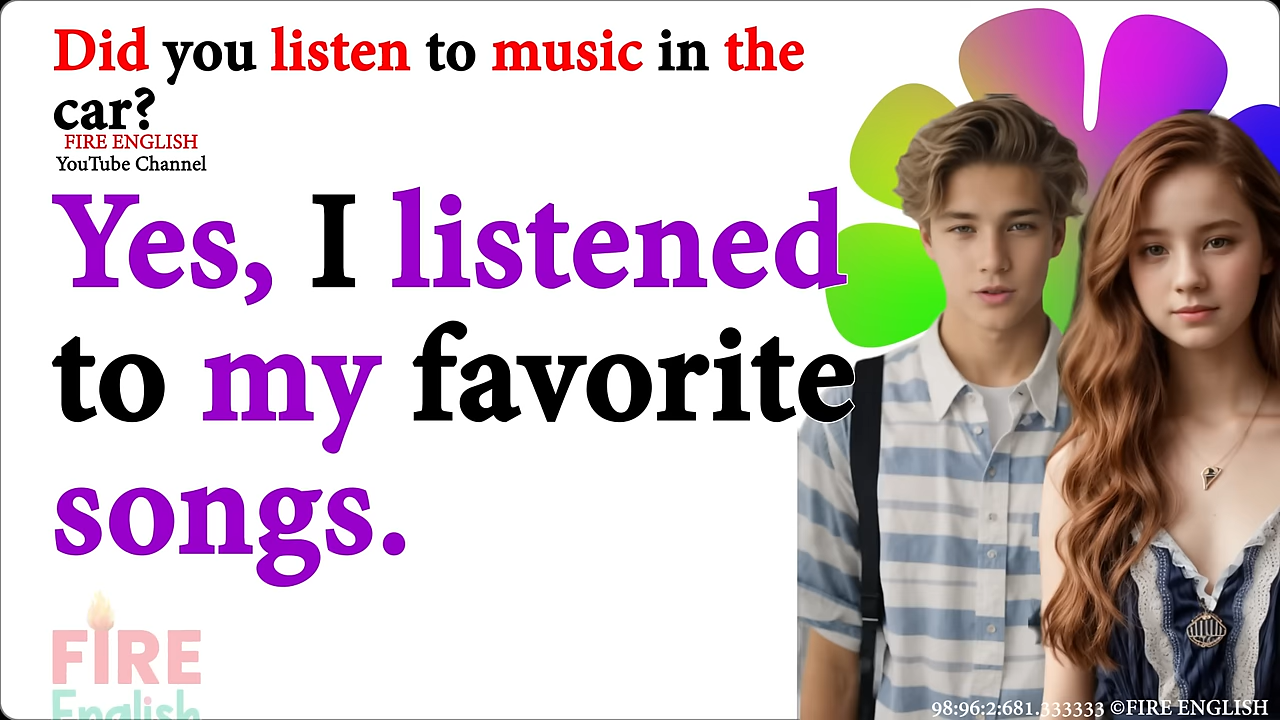 Did you listen to music in the
car?
FIRE ENGLISH
YouTube Channel
Yes, I listened
to my favorite
songs.
FIRE
English
98:96:2:681.333333 ©FIRE ENGLISH